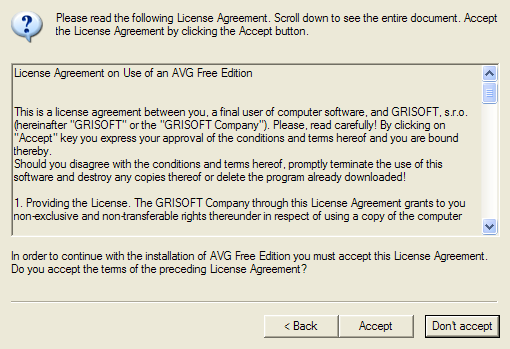 Please read the following License Agreement. Scroll down to see the entire document. Accept
the License Agreement by clicking the Accept button.
License Agreement on Use of an AVG Free Edition
This is a license agreement between you, a final user of computer software, and GRISOFT, s.r.o.
(hereinafter "GRISOFT" or the "GRISOFT Company"). Please, read carefully! By clicking on
"Accept" key you express your approval of the conditions and terms hereof and you are bound
thereby.
Should you disagree with the conditions and terms hereof, promptly terminate the use of this
software and destroy any copies thereof or delete the program already downloaded!
1. Providing the License. The GRISOFT Company through this License Agreement grants to you
non-exclusive and non-transferable rights thereunder in respect of using a copy of the computer
In order to continue with the installation of AVG Free Edition you must accept this License Agreement.
Do you accept the terms of the preceding License Agreement?
< Back
Accept
Don't accept